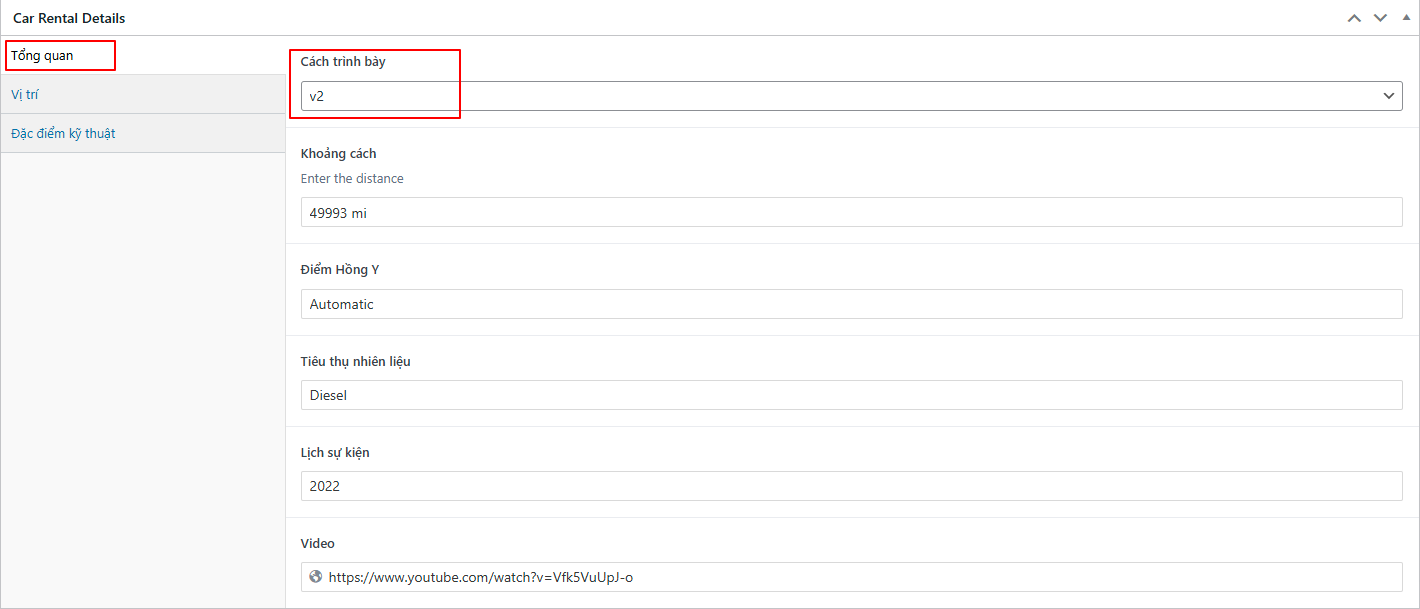 Car Rental Details
Tổng quan
Vị trí
Đặc điểm kỹ thuật
Cách trình bày
v2
Khoảng cách
Enter the distance
49993 mi
Điểm Hồng Y
Automatic
Tiêu thụ nhiên liệu
Diesel
Lịch sự kiện
2022
Video
https://www.youtube.com/watch?v=Vfk5VuUpJ-o